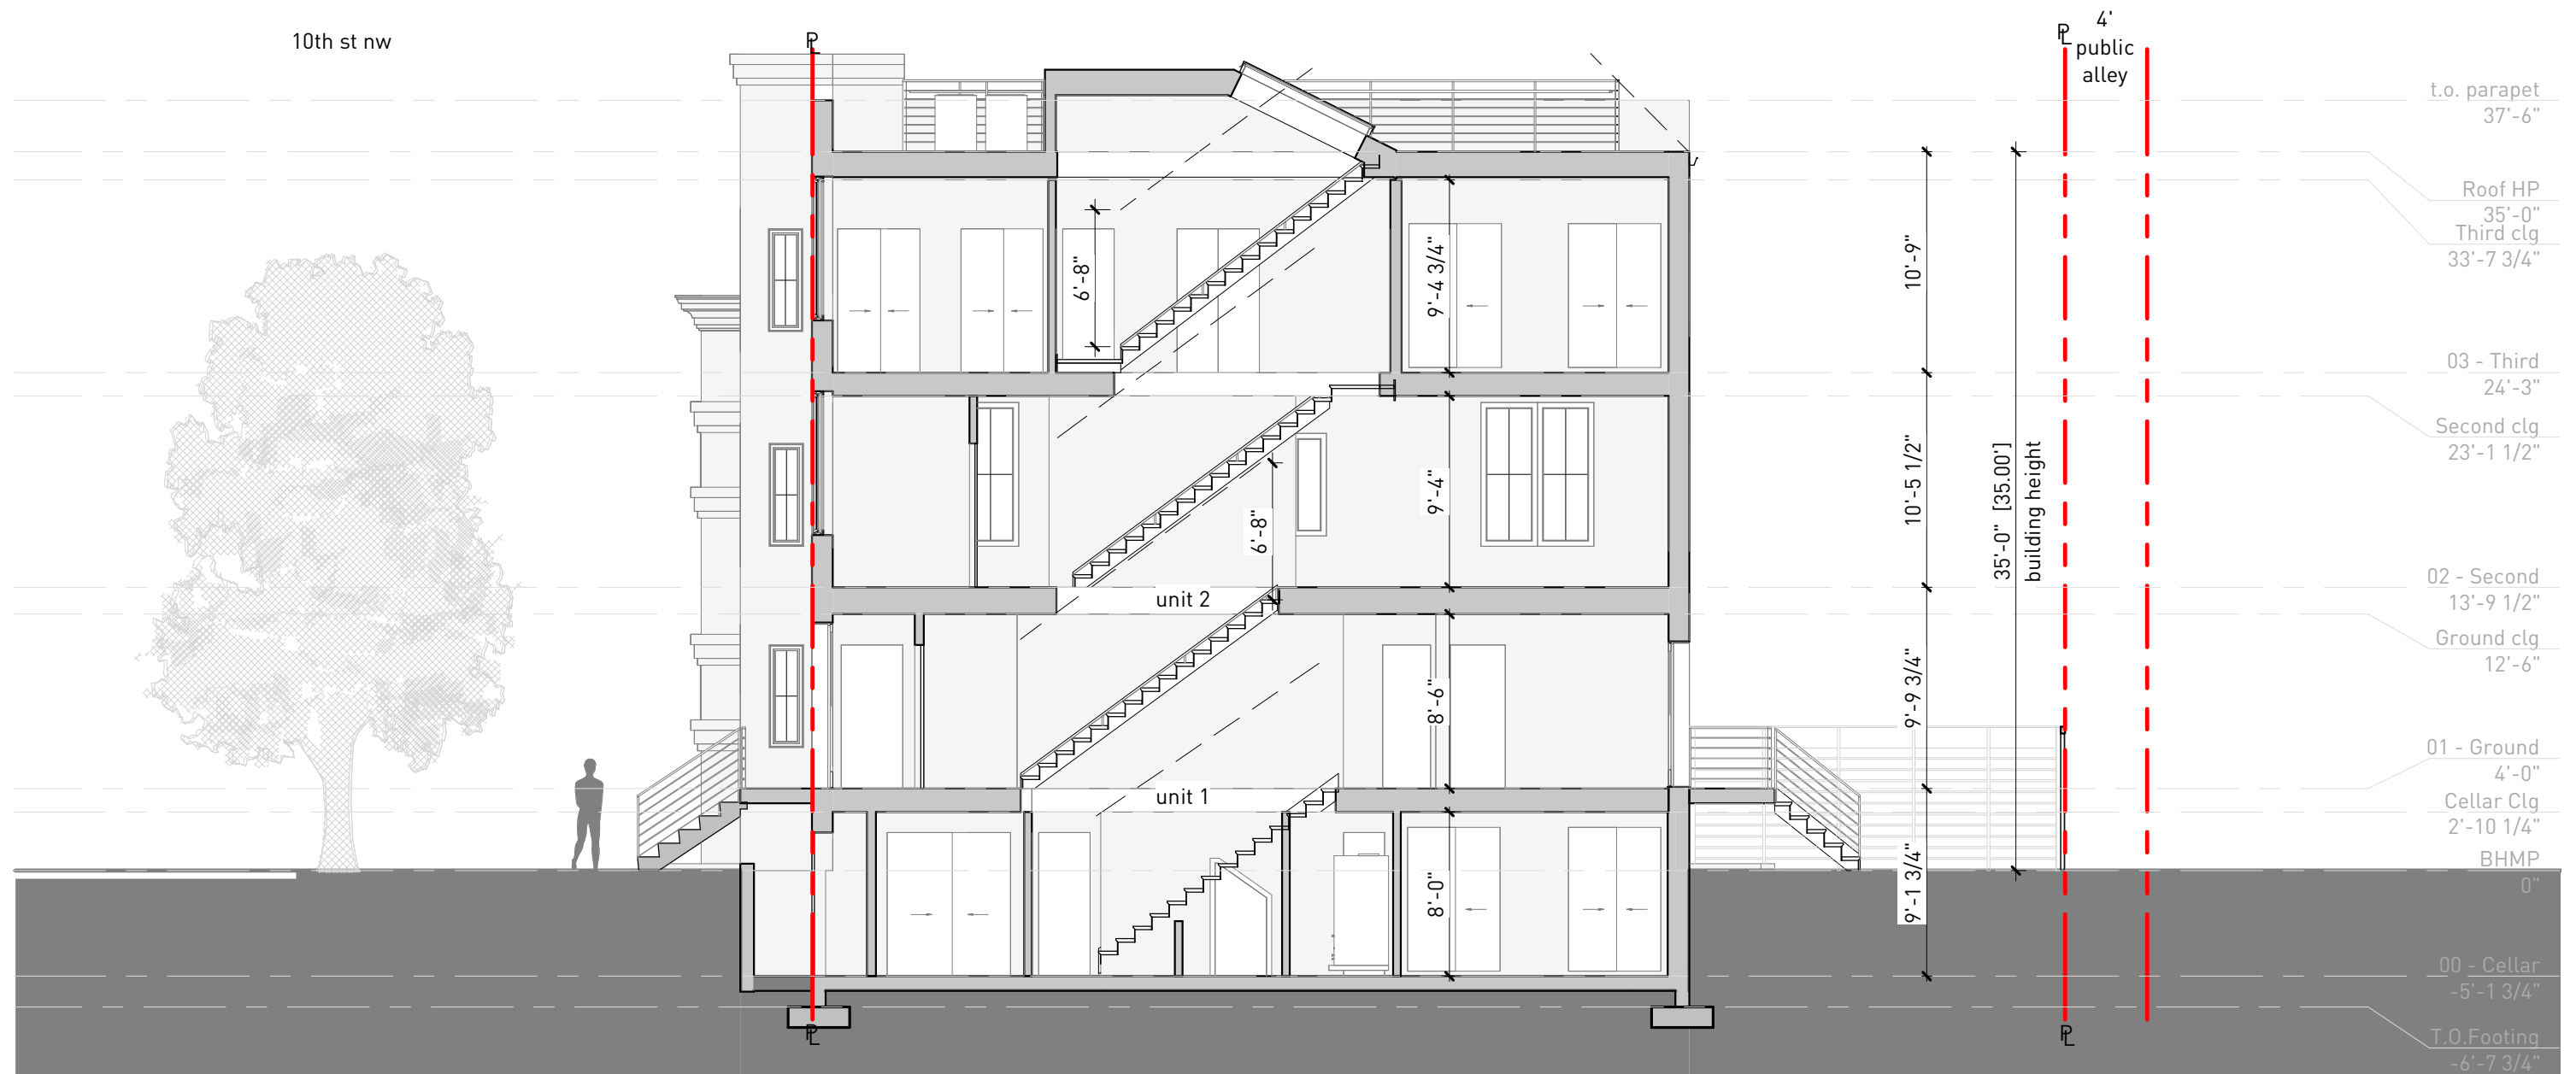 10th st nw
PL
PL
4'
public
alley
t.o. parapet
37'-6"
Roof HP
35'-0"
Third clg
33'-7 3/4"
03 - Third
24'-3"
Second clg
23'-1 1/2"
02 - Second
13'-9 1/2"
Ground clg
12'-6"
01 - Ground
4'-0"
Cellar Clg
2'-10 1/4"
BHMP
0"
00 - Cellar
-5'-1 3/4"
T.O.Footing
-6'-7 3/4"
6'-8"
9'-4 3/4"
10'-9"
6'-8"
9'-4"
10'-5 1/2"
35'-0" [35.00']
building height
unit 2
8'-6"
9'-9 3/4"
unit 1
8'-0"
9'-1 3/4"
PL
PL